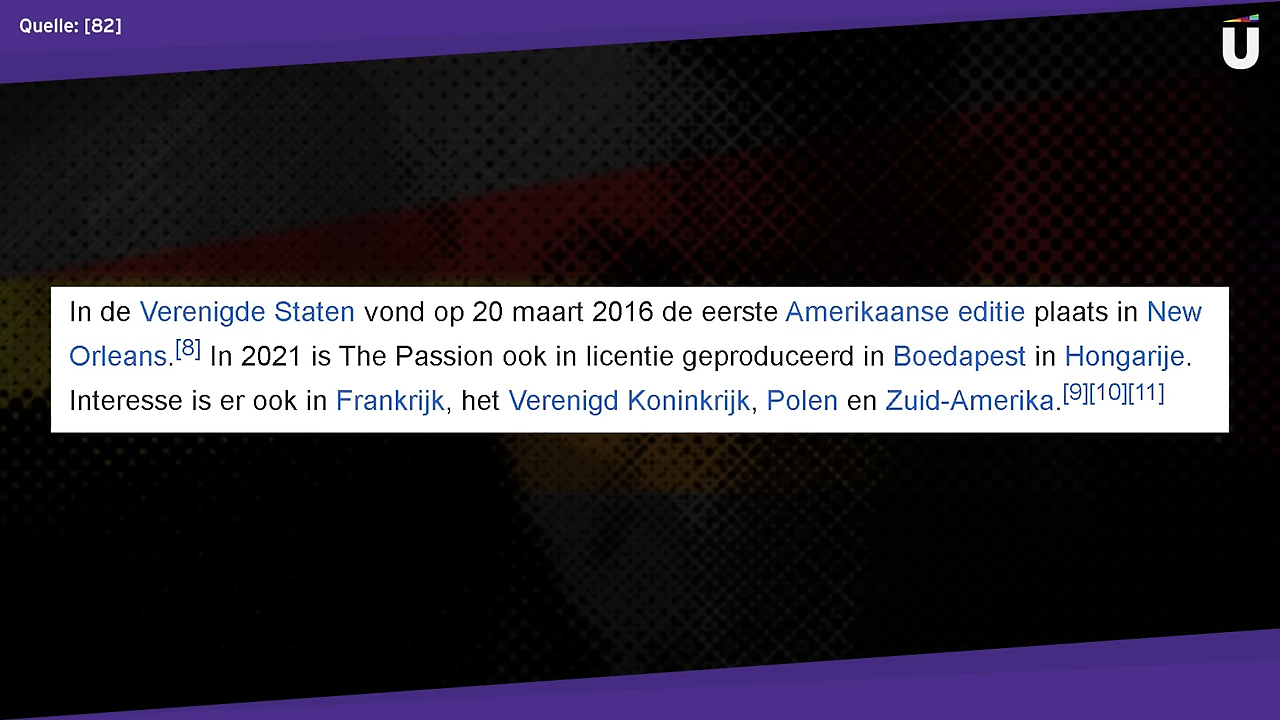 Quelle: [82]
Ü
In de Verenigde Staten vond op 20 maart 2016 de eerste Amerikaanse editie plaats in New
Orleans.[8] In 2021 is The Passion ook in licentie geproduceerd in Boedapest in Hongarije.
Interesse is er ook in Frankrijk, het Verenigd Koninkrijk, Polen en Zuid-Amerika.[9][10][11]